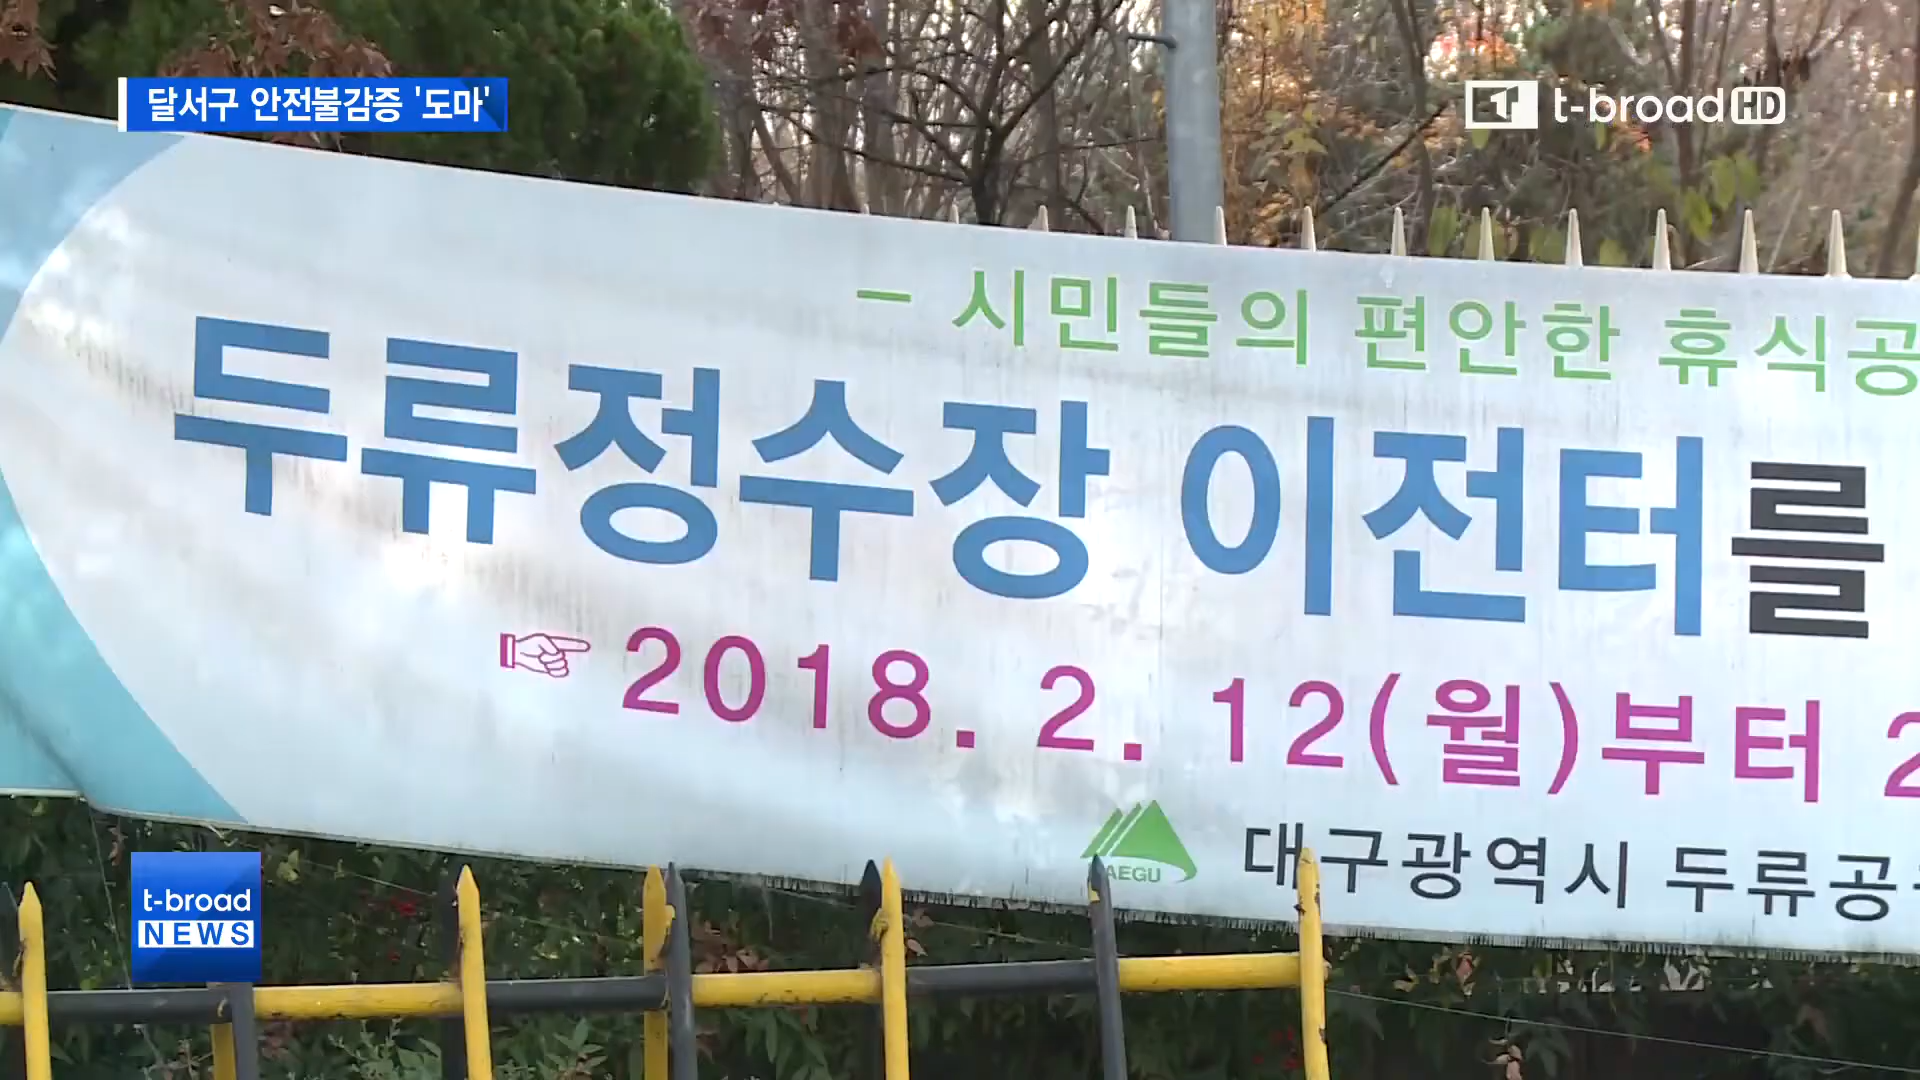 달서구 안전불감증 '도마'
t-broad HD
- 시민들의 편안한 휴식공
두류정수장 이전터를
☞ 2018. 2. 12(월)부터 2
AEGU
대구광역시 두류공
t-broad
NEWS